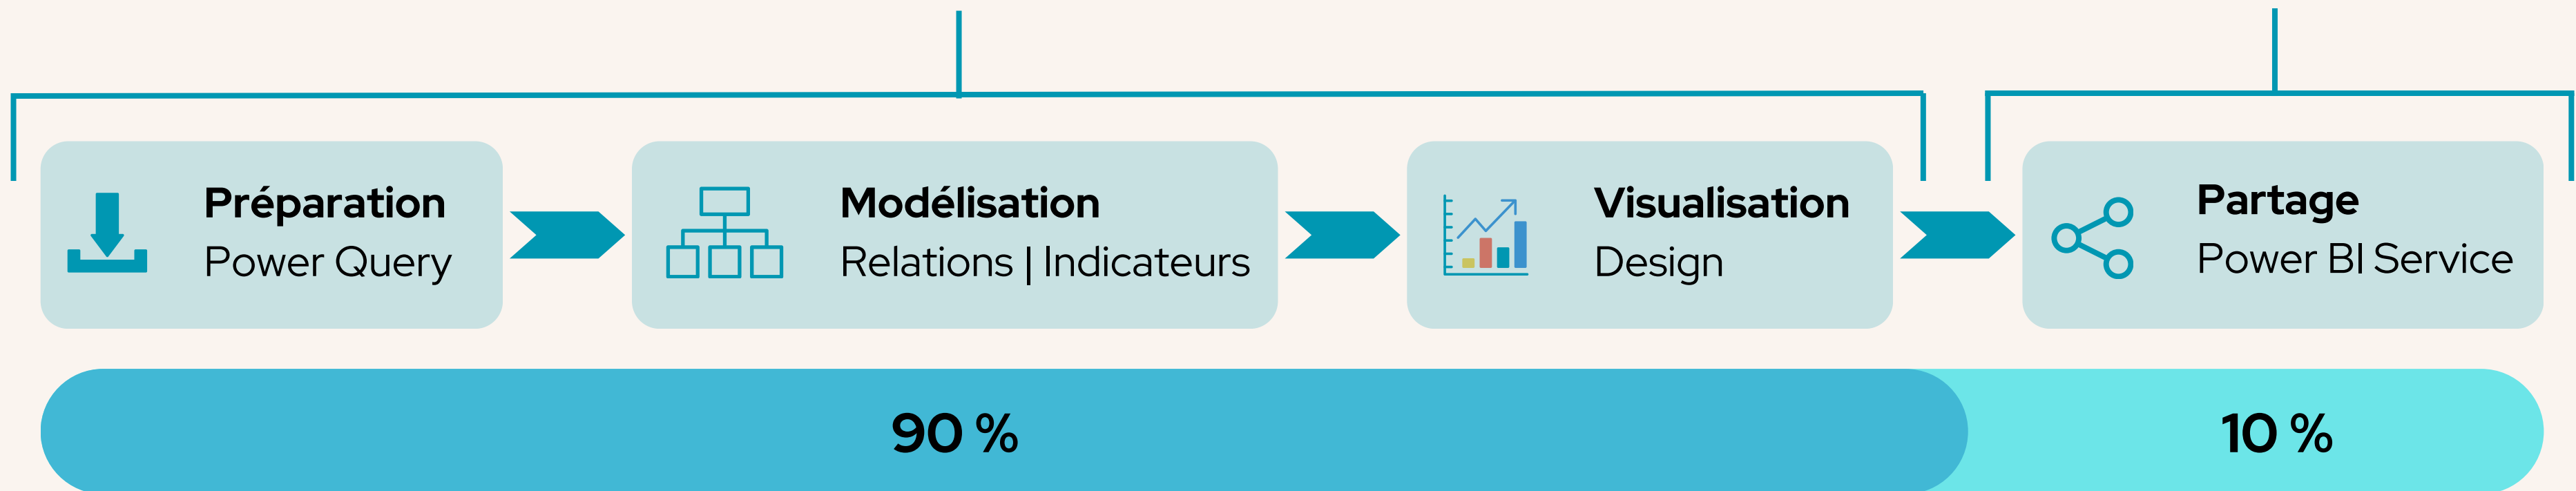 Préparation
Power Query
Modélisation
Relations | Indicateurs
Visualisation
Design
Partage
Power BI Service
90 %
10 %